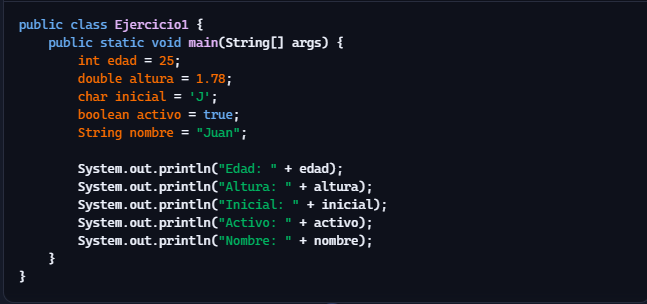 public class Ejercicio1 {
    public static void main(String[] args) {
        int edad = 25;
        double altura = 1.78;
        char inicial = 'J';
        boolean activo = true;
        String nombre = "Juan";

        System.out.println("Edad: " + edad);
        System.out.println("Altura: " + altura);
        System.out.println("Inicial: " + inicial);
        System.out.println("Activo: " + activo);
        System.out.println("Nombre: " + nombre);
    }
}